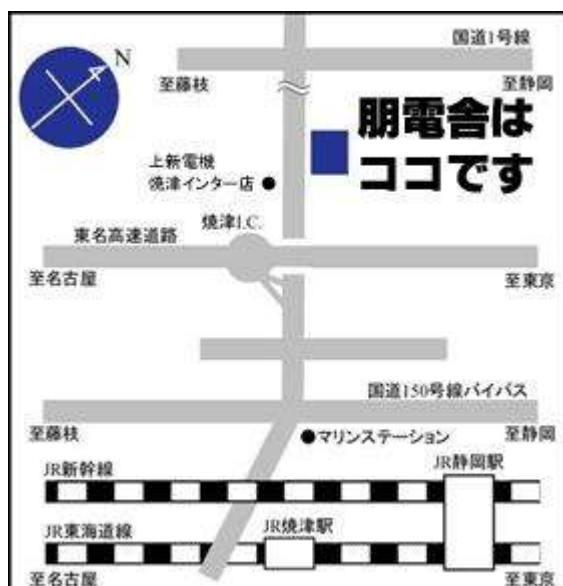 国道1号線
N
至藤枝
至静岡
朋電舎は
ココです
上新電機
焼津インター店
焼津I.C.
東名高速道路
至名古屋
至東京
国道150号線バイパス
至藤枝
マリンステーション
至静岡
JR新幹線
JR静岡駅
JR東海道線
JR焼津駅
至名古屋
至東京